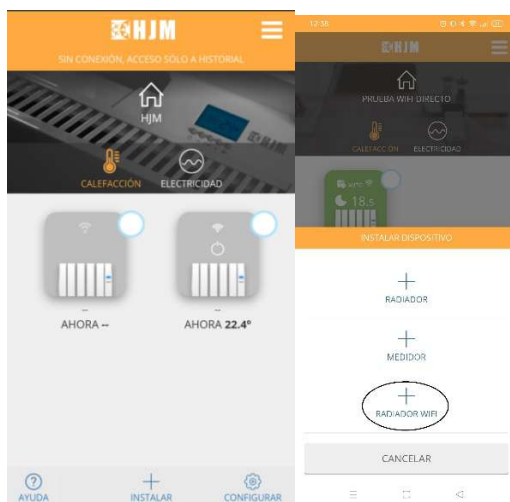 HJM
SIN CONEXIÓN, ACCESO SÓLO A HISTORIAL
HJM
CALEFACCIÓN ELECTRICIDAD
--
AHORA --
--
AHORA 22.4°
AYUDA INSTALAR CONFIGURAR
12:58
HJM
PRUEBA WIFI DIRECTO
CALEFACCIÓN ELECTRICIDAD
18.5
INSTALAR DISPOSITIVO
RADIADOR
MEDIDOR
RADIADOR WIFI
CANCELAR